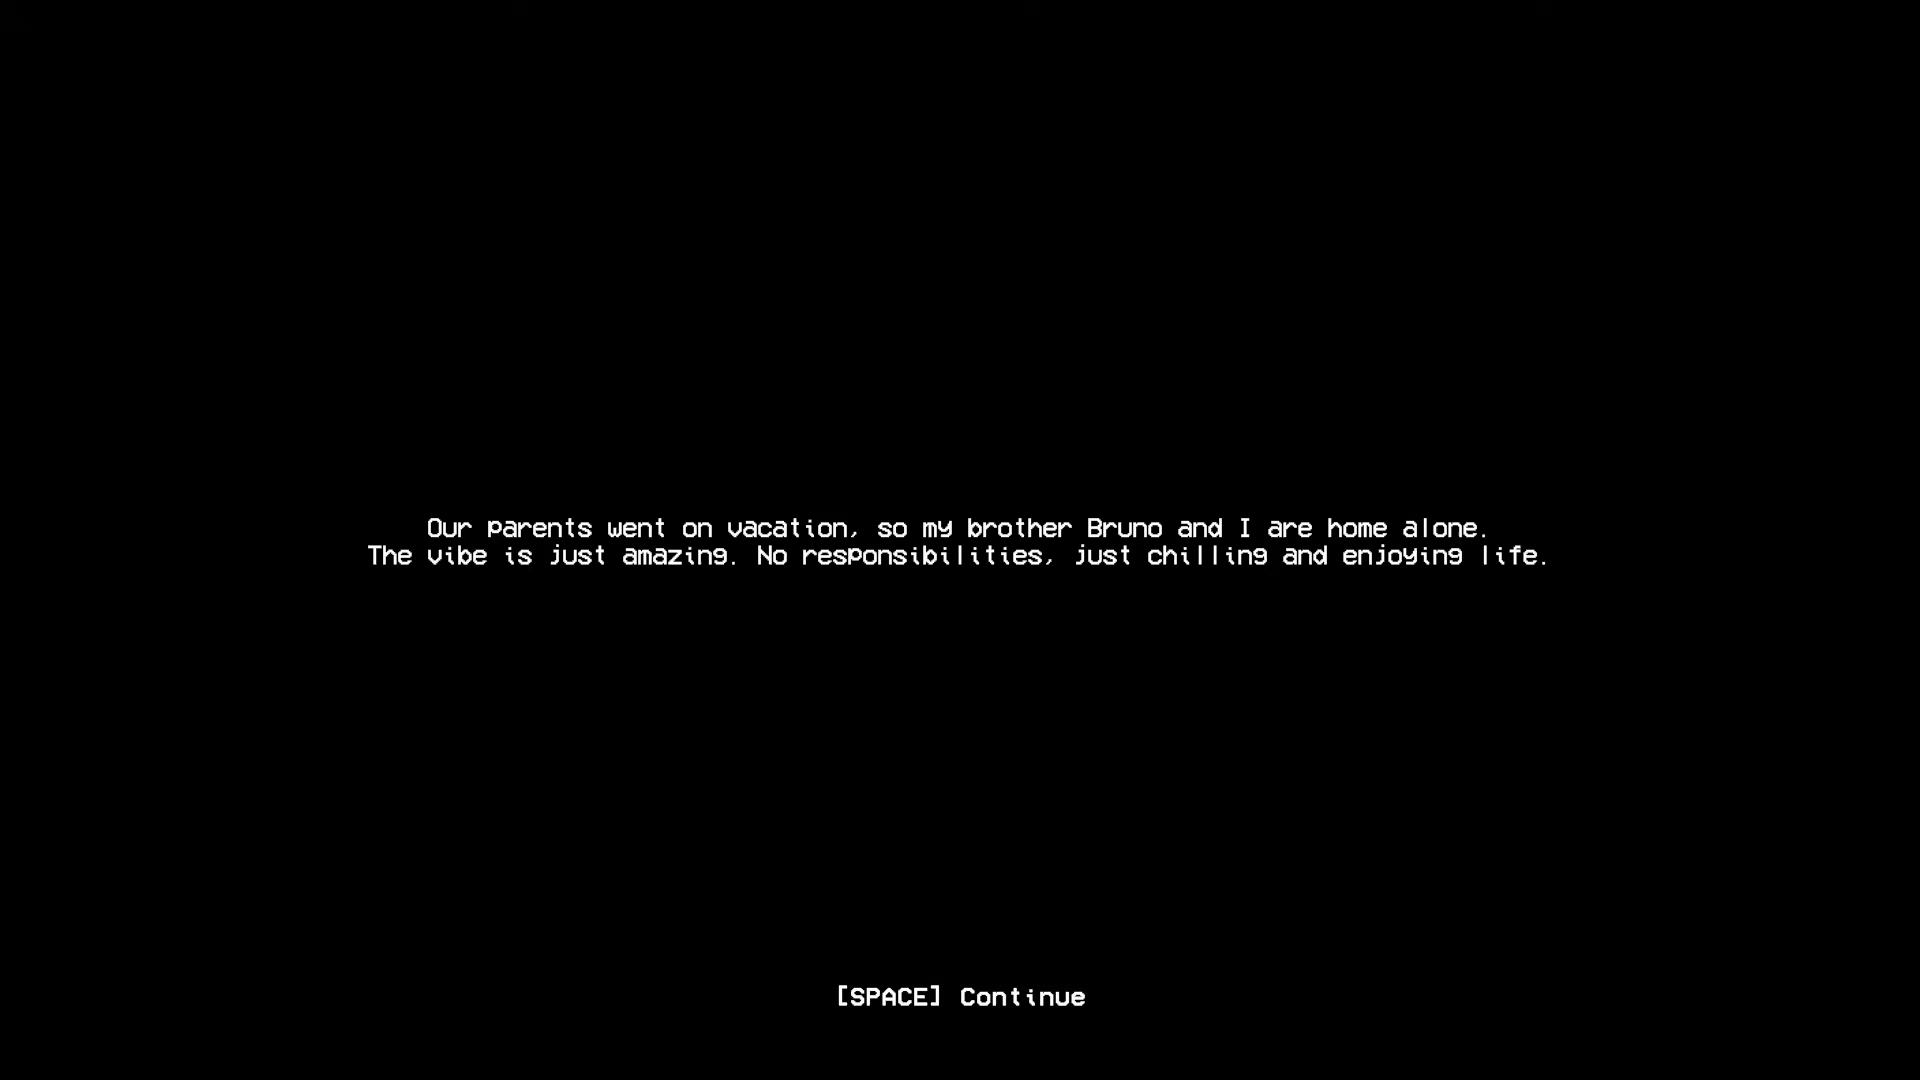 Our parents went on vacation, so my brother Bruno and I are home alone.
The vibe is just amazing. No responsibilities, just chilling and enjoying life.
[SPACE] Continue